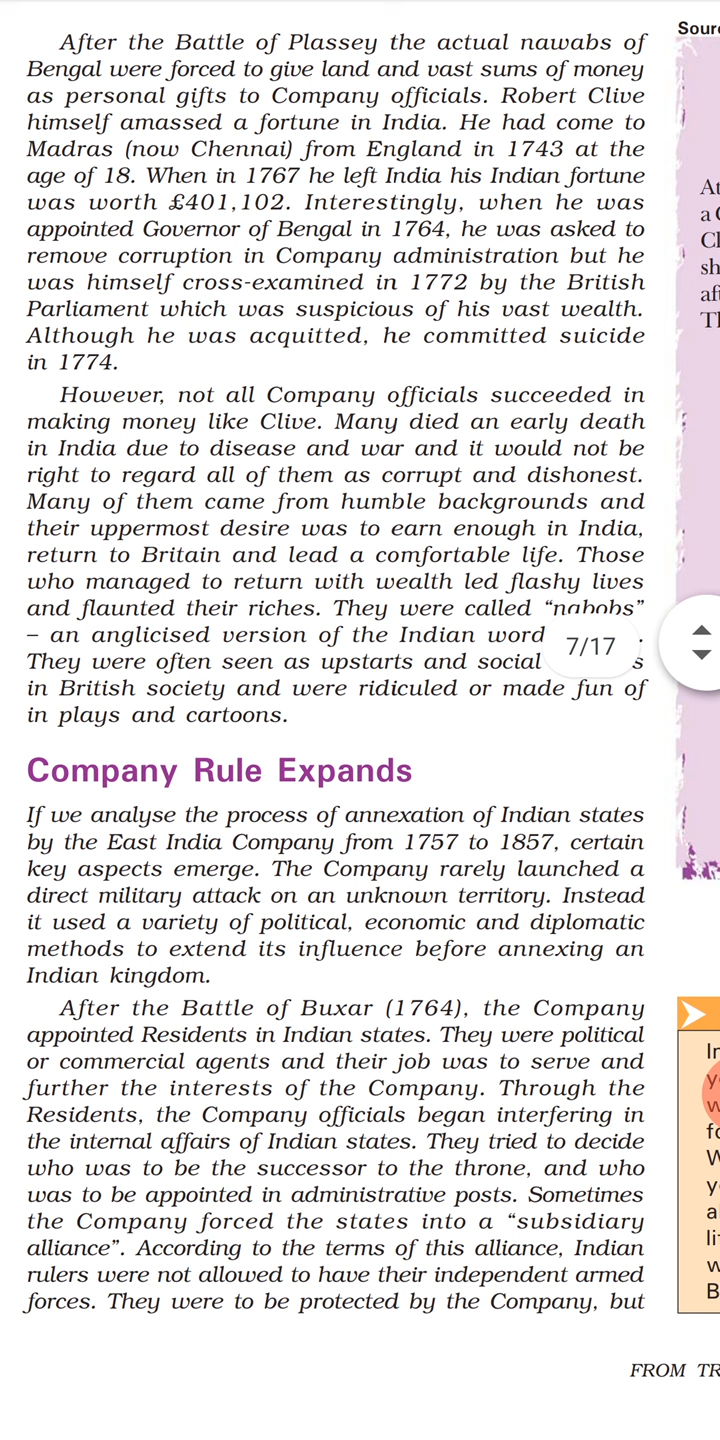 After the Battle of Plassey the actual nawabs of
Bengal were forced to give land and vast sums of money
as personal gifts to Company officials. Robert Clive
himself amassed a fortune in India. He had come to
Madras (now Chennai) from England in 1743 at the
age of 18. When in 1767 he left India his Indian fortune
was worth £401,102. Interestingly, when he was
appointed Governor of Bengal in 1764, he was asked to
remove corruption in Company administration but he
was himself cross-examined in 1772 by the British
Parliament which was suspicious of his vast wealth.
Although he was acquitted, he committed suicide
in 1774.
However, not all Company officials succeeded in
making money like Clive. Many died an early death
in India due to disease and war and it would not be
right to regard all of them as corrupt and dishonest.
Many of them came from humble backgrounds and
their uppermost desire was to earn enough in India,
return to Britain and lead a comfortable life. Those
who managed to return with wealth led flashy lives
and flaunted their riches. They were called “nabobs”
– an anglicised version of the Indian word
They were often seen as upstarts and social
in British society and were ridiculed or made fun of
in plays and cartoons.
7/17
Company Rule Expands
If we analyse the process of annexation of Indian states
by the East India Company from 1757 to 1857, certain
key aspects emerge. The Company rarely launched a
direct military attack on an unknown territory. Instead
it used a variety of political, economic and diplomatic
methods to extend its influence before annexing an
Indian kingdom.
After the Battle of Buxar (1764), the Company
appointed Residents in Indian states. They were political
or commercial agents and their job was to serve and
further the interests of the Company. Through the
Residents, the Company officials began interfering in
the internal affairs of Indian states. They tried to decide
who was to be the successor to the throne, and who
was to be appointed in administrative posts. Sometimes
the Company forced the states into a “subsidiary
alliance”. According to the terms of this alliance, Indian
rulers were not allowed to have their independent armed
forces. They were to be protected by the Company, but
At
a
FROM